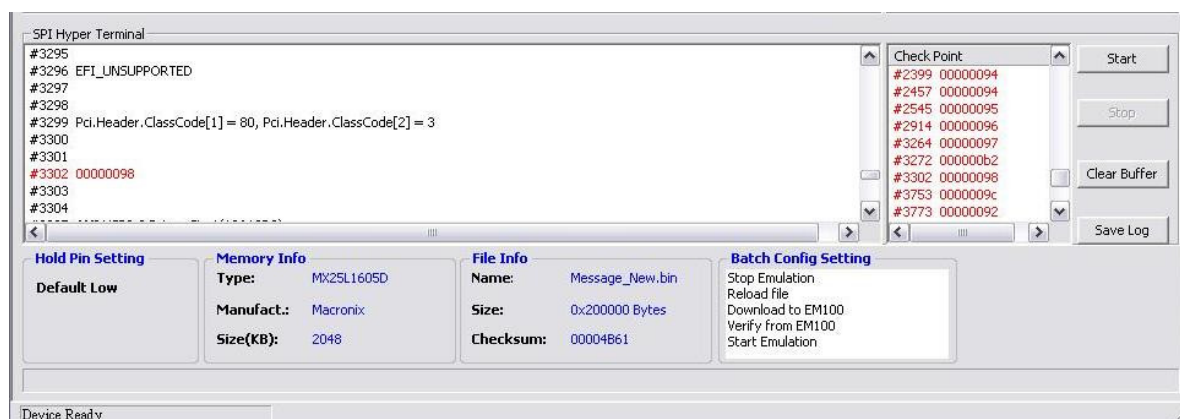 SPI Hyper Terminal
#3295
#3296 EFI_UNSUPPORTED
#3297
#3298
#3299 Pci.Header.ClassCode[1] = 80, Pci.Header.ClassCode[2] = 3
#3300
#3301
#3302 00000098
#3303
#3304
Check Point
#2399 00000094
#2457 00000094
#2545 00000095
#2914 00000096
#3264 00000097
#3272 000000b2
#3302 00000098
#3753 0000009c
#3773 00000092
Start
Stop
Clear Buffer
Save Log
Hold Pin Setting
Default Low
Memory Info
Type: MX25L1605D
Manufact.: Macronix
Size(KB): 2048
File Info
Name: Message_New.bin
Size: 0x200000 Bytes
Checksum: 00004B61
Batch Config Setting
Stop Emulation
Reload file
Download to EM100
Verify from EM100
Start Emulation
Device Ready